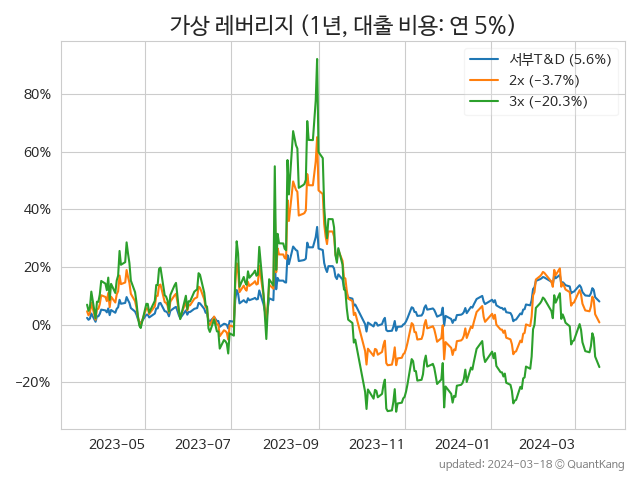 가상 레버리지 (1년, 대출 비용: 연 5%)
서부T&D (5.6%)
2x (−3.7%)
3x (−20.3%)
80%
60%
40%
20%
0%
−20%
2023-05 2023-07 2023-09 2023-11 2024-01 2024-03
updated: 2024-03-18 © QuantKang